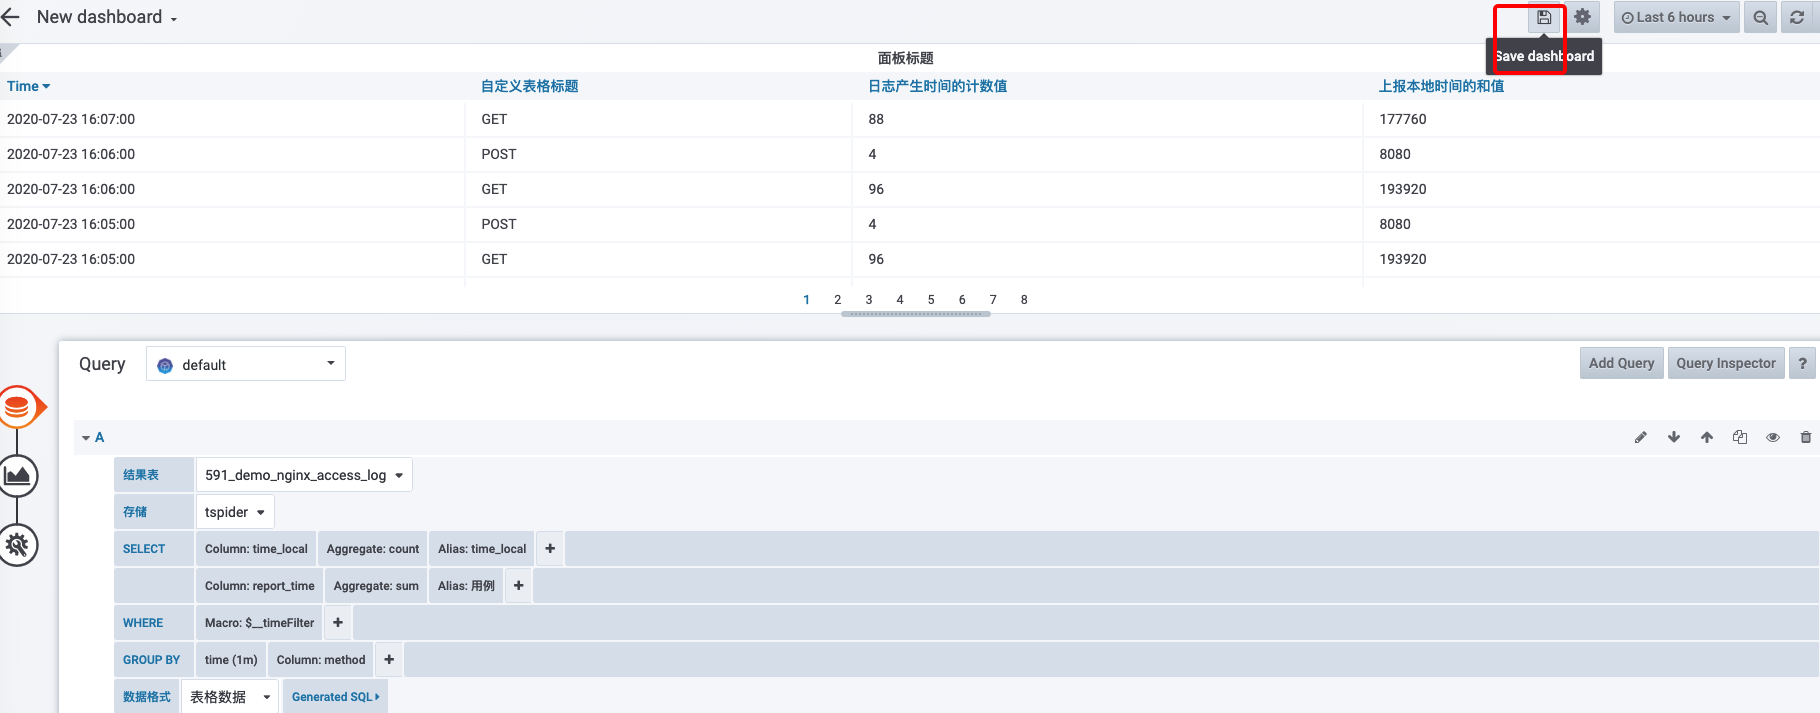 New dashboard
Last 6 hours
Save dashboard
面板标题
Time 自定义表格标题 日志产生时间的计数值 上报本地时间的和值
2020-07-23 16:07:00 GET 88 177760
2020-07-23 16:06:00 POST 4 8080
2020-07-23 16:06:00 GET 96 193920
2020-07-23 16:05:00 POST 4 8080
2020-07-23 16:05:00 GET 96 193920
1 2 3 4 5 6 7 8
Query default Add Query Query Inspector ?
A
结果表 591_demo_nginx_access_log
存储 tspider
SELECT Column: time_local Aggregate: count Alias: time_local +
Column: report_time Aggregate: sum Alias: 用例 +
WHERE Macro: $__timeFilter +
GROUP BY time (1m) Column: method +
数据格式 表格数据 Generated SQL